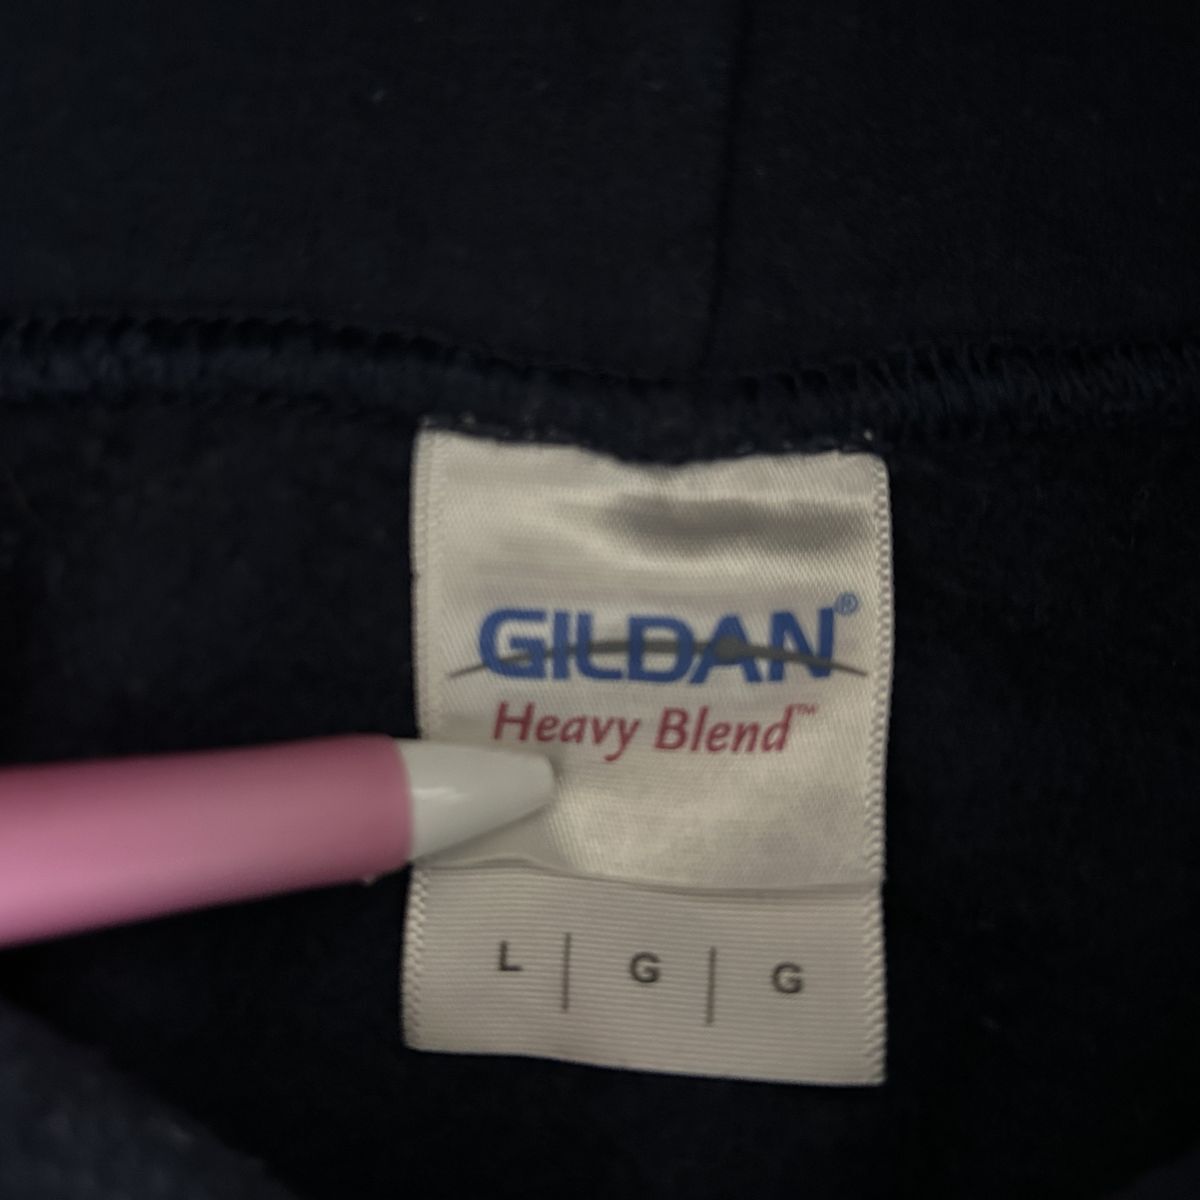 GILDAN®
Heavy Blend™
L | G | G